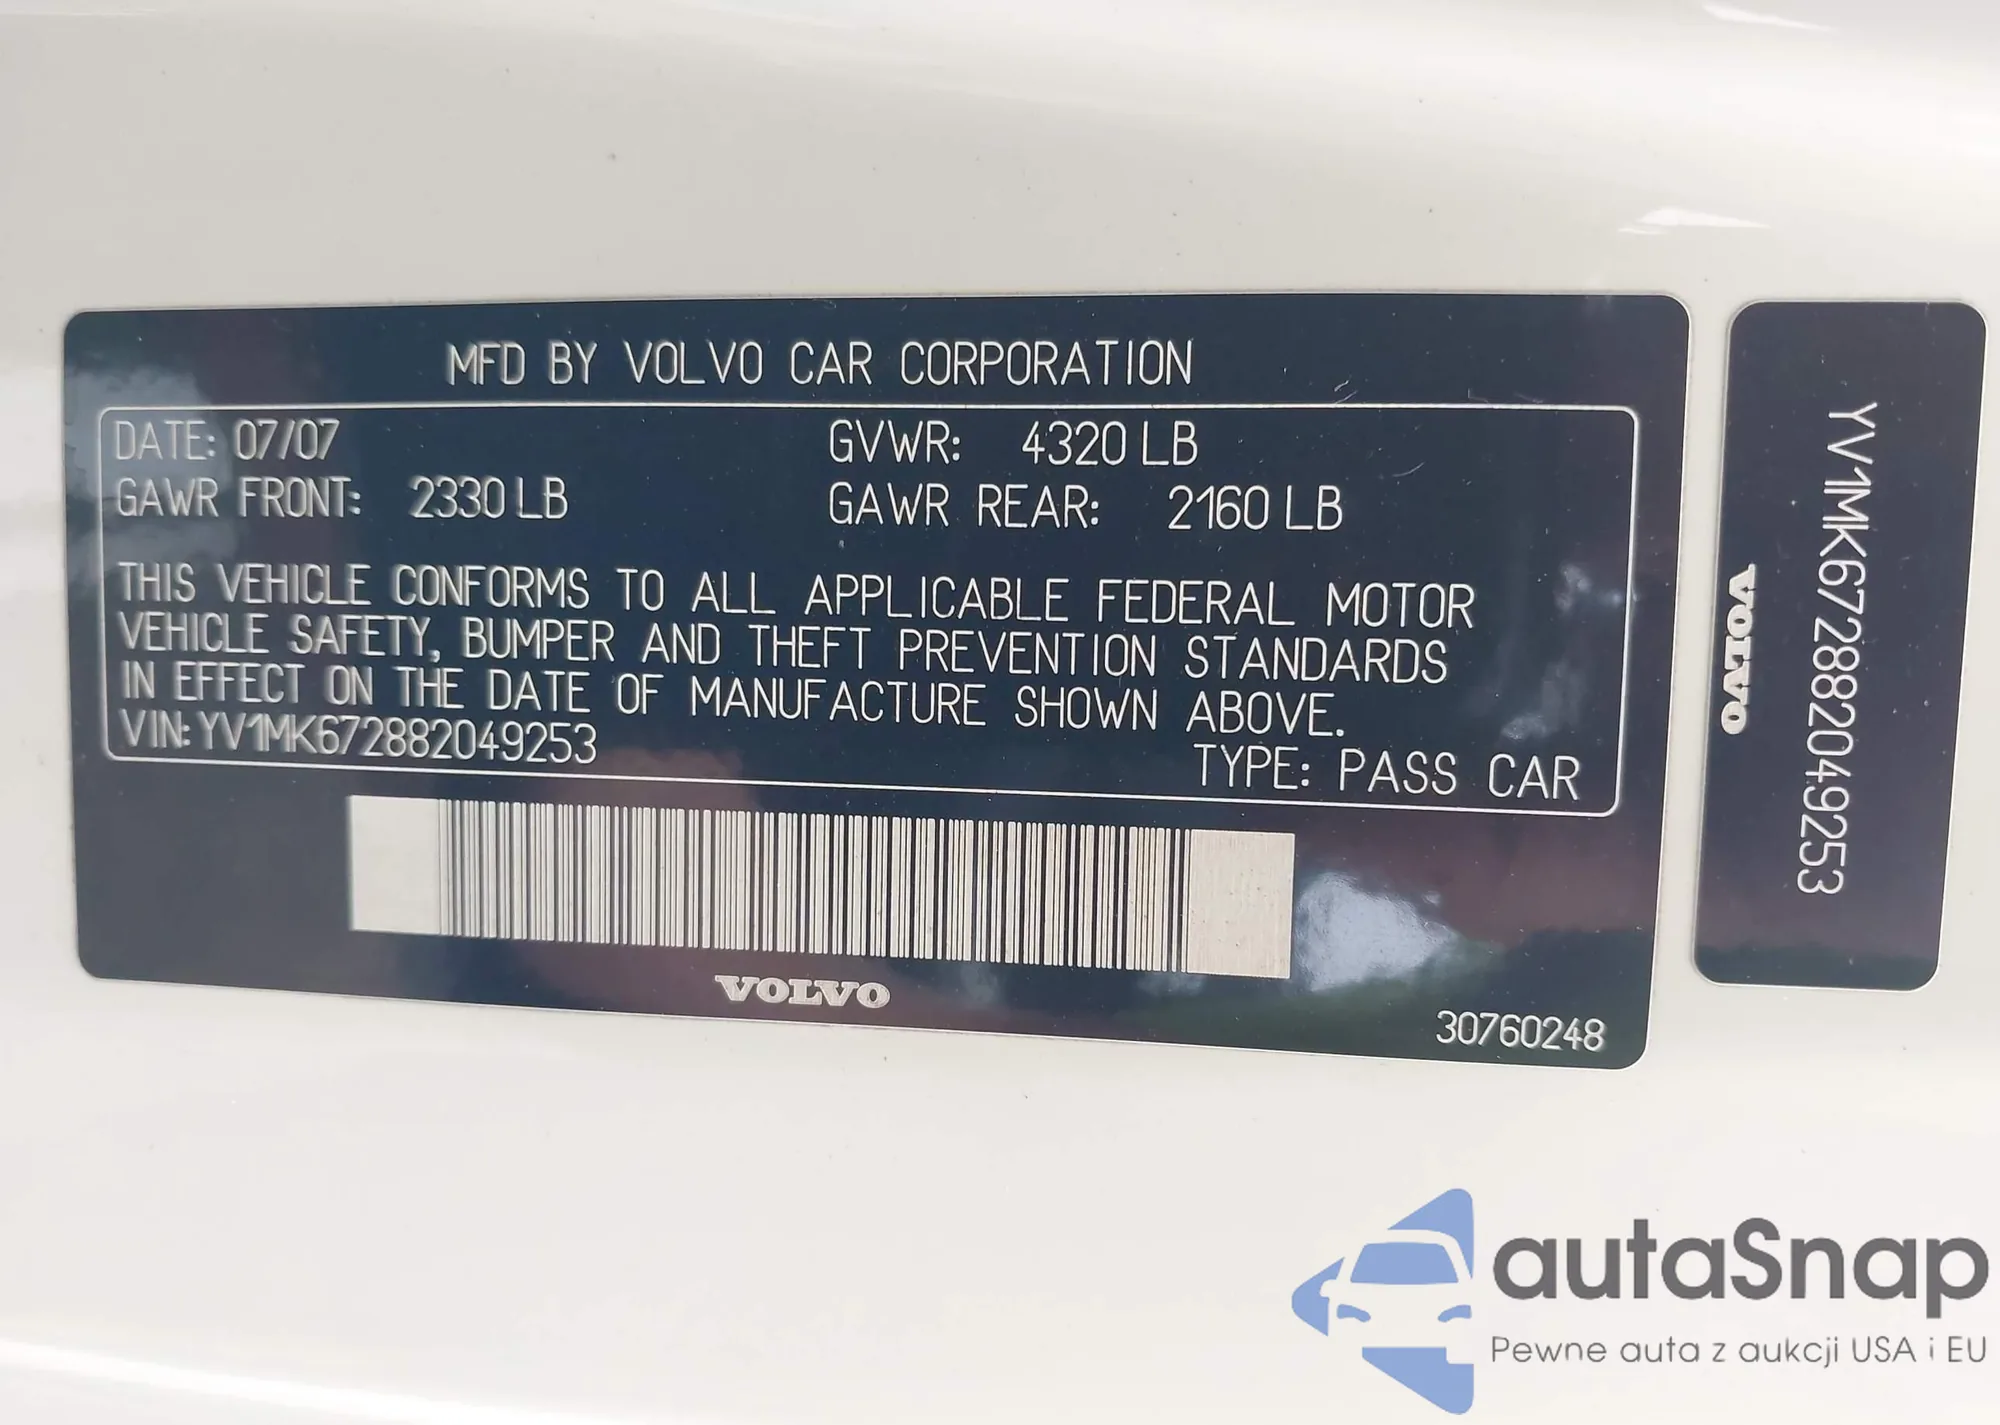 MFD BY VOLVO CAR CORPORATION
DATE: 07/07 GVWR: 4320 LB
GAWR FRONT: 2330 LB GAWR REAR: 2160 LB
THIS VEHICLE CONFORMS TO ALL APPLICABLE FEDERAL MOTOR
VEHICLE SAFETY, BUMPER AND THEFT PREVENTION STANDARDS
IN EFFECT ON THE DATE OF MANUFACTURE SHOWN ABOVE.
VIN: YV1MK672882049253
TYPE: PASS CAR
VOLVO
30760248
YV1MK672882049253
VOLVO
autaSnap
Pewne auta z aukcji USA i EU